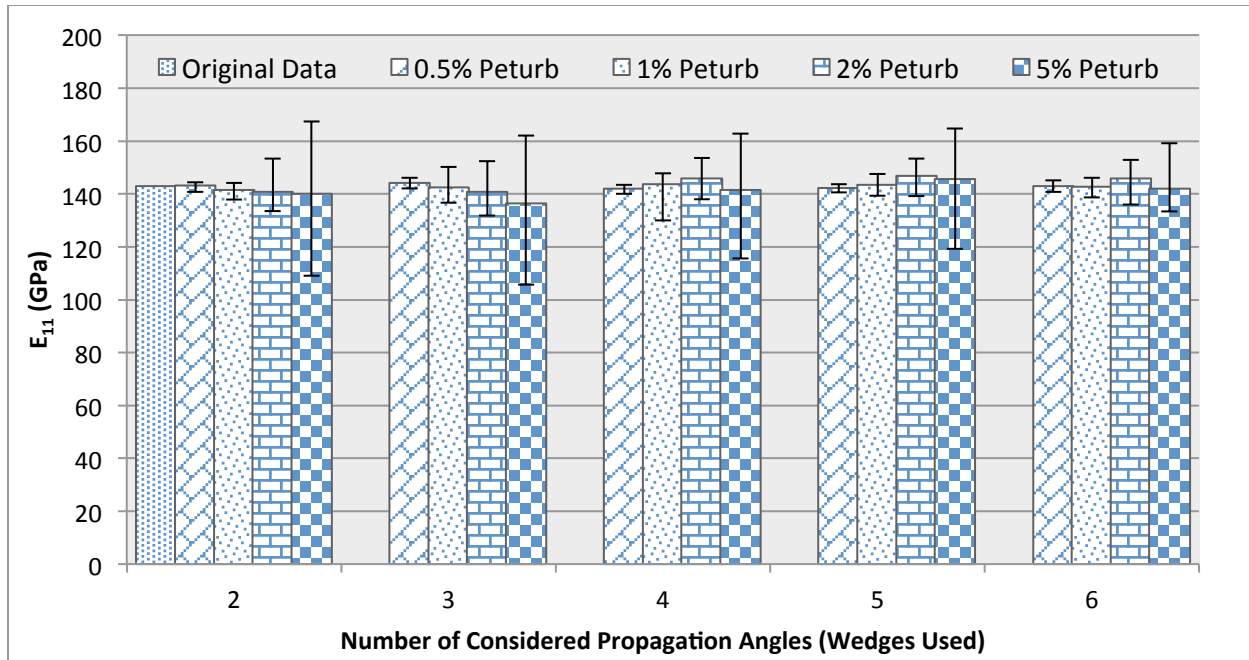 200
180
160
140
120
100
80
60
40
20
0
E11 (GPa)
Original Data 0.5% Peturb 1% Peturb 2% Peturb 5% Peturb
2 3 4 5 6
Number of Considered Propagation Angles (Wedges Used)